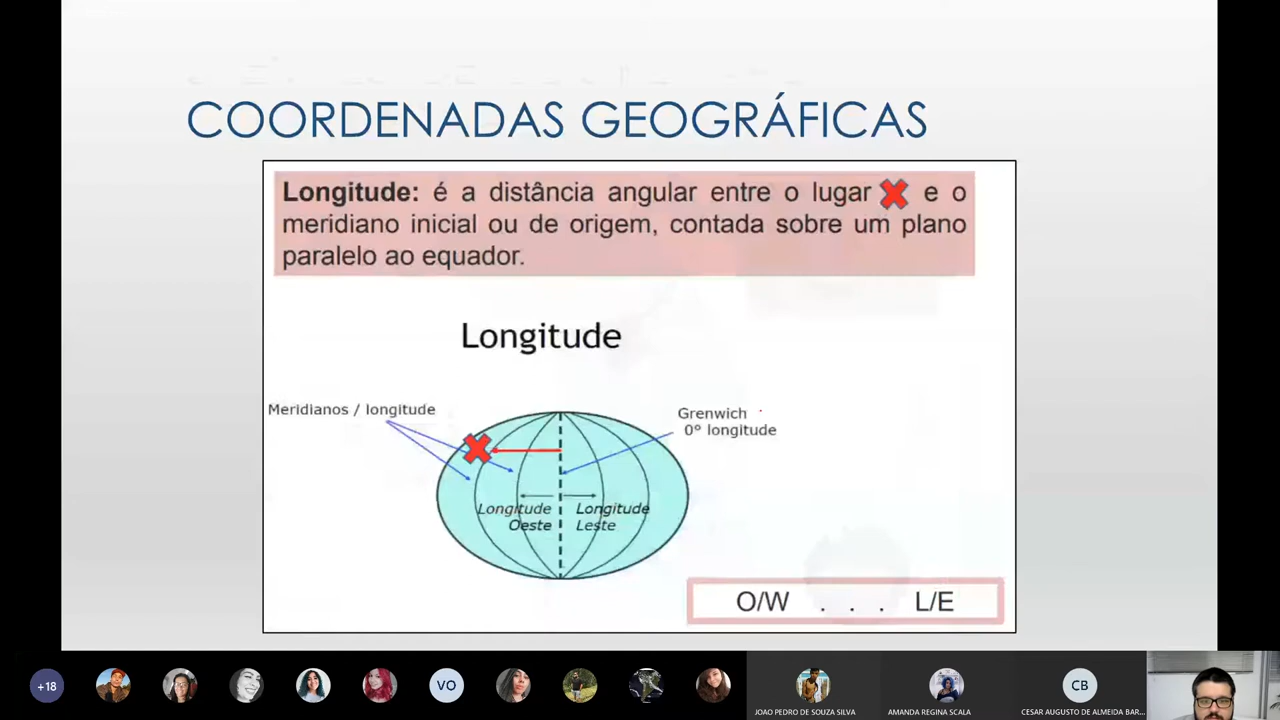 COORDENADAS GEOGRÁFICAS
Longitude: é a distância angular entre o lugar e o
meridiano inicial ou de origem, contada sobre um plano
paralelo ao equador.
Longitude
Meridianos / longitude
Grenwich
0° longitude
Longitude
Oeste
Longitude
Leste
O/W . . . L/E
+18
VO
CB
JOAO PEDRO DE SOUZA SILVA
AMANDA REGINA SCALA
CESAR AUGUSTO DE ALMEIDA BAR...